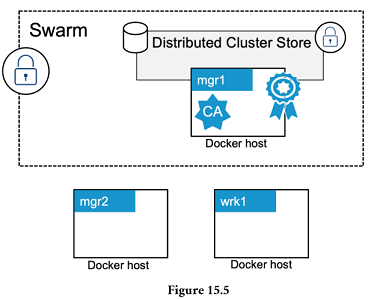 Swarm
Distributed Cluster Store
mgr1
CA
Docker host
mgr2
wrk1
Docker host
Docker host
Figure 15.5